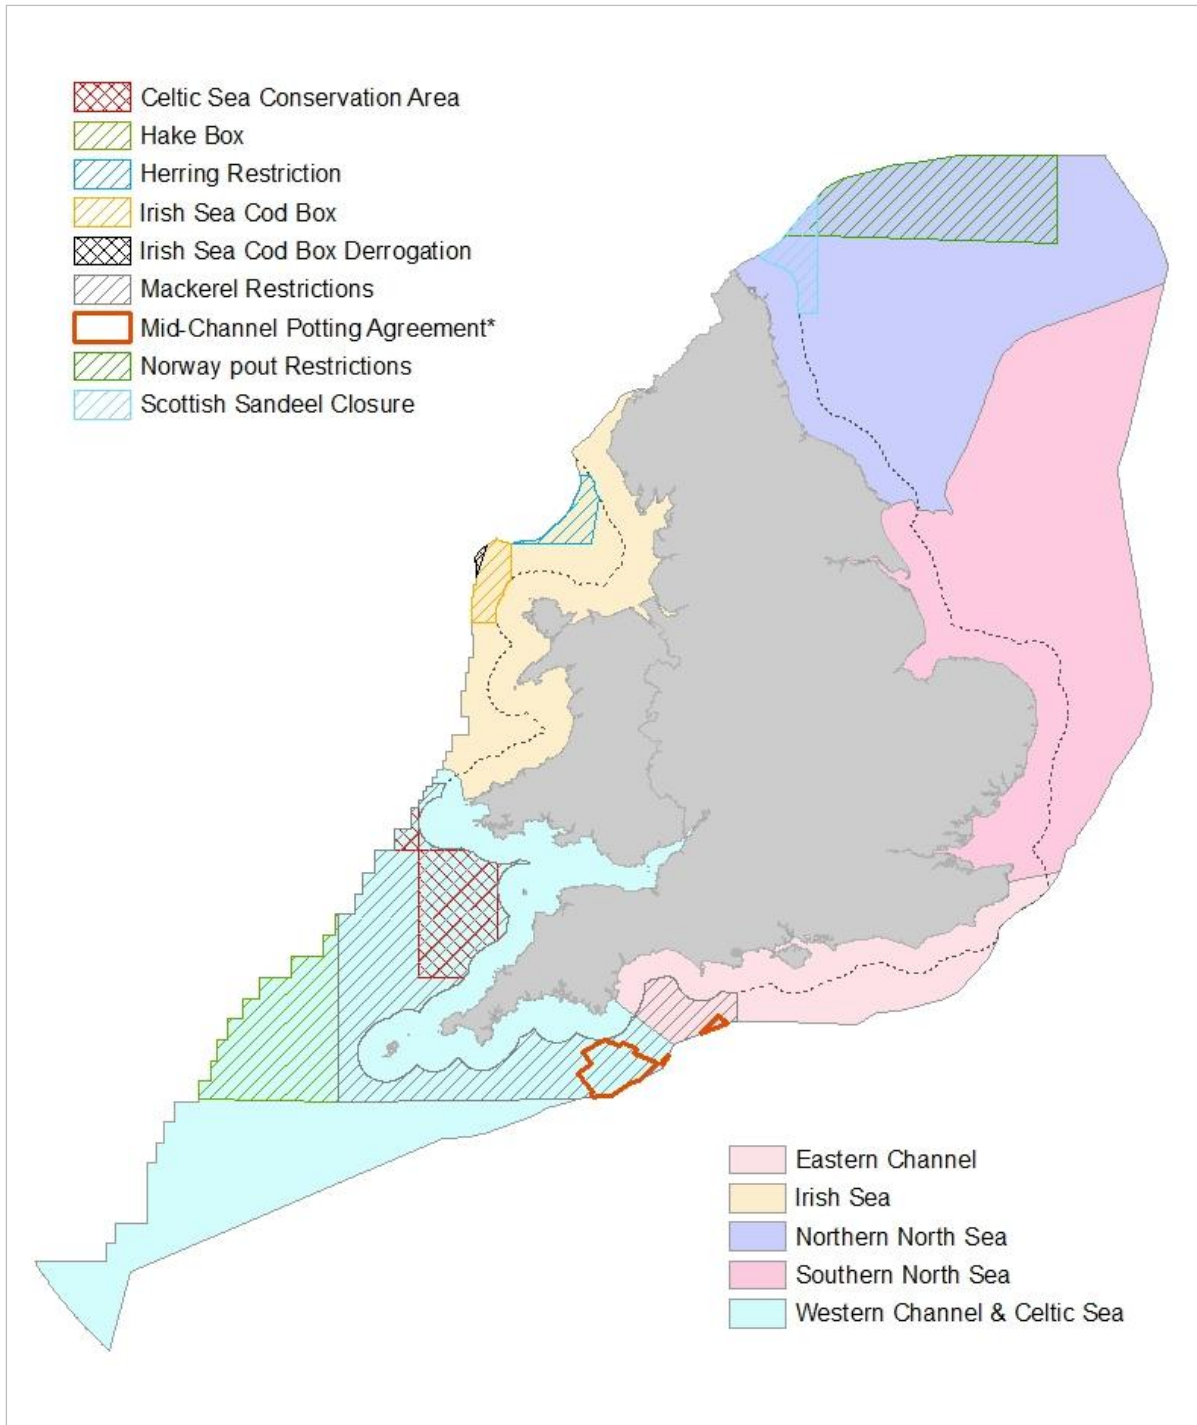 Celtic Sea Conservation Area
Hake Box
Herring Restriction
Irish Sea Cod Box
Irish Sea Cod Box Derrogation
Mackerel Restrictions
Mid-Channel Potting Agreement*
Norway pout Restrictions
Scottish Sandeel Closure
Eastern Channel
Irish Sea
Northern North Sea
Southern North Sea
Western Channel & Celtic Sea